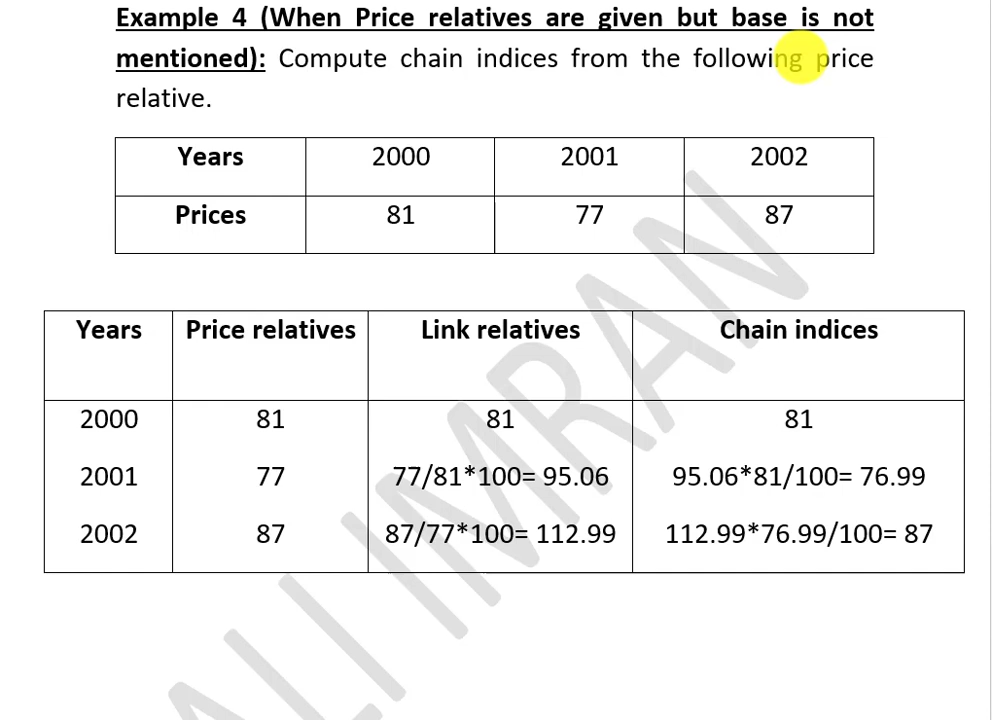 Example 4 (When Price relatives are given but base is not
mentioned): Compute chain indices from the following price
relative.
Years 2000 2001 2002
Prices 81 77 87
Years Price relatives Link relatives Chain indices
2000 81 81 81
2001 77 77/81*100= 95.06 95.06*81/100= 76.99
2002 87 87/77*100= 112.99 112.99*76.99/100= 87
ALI IMRAN